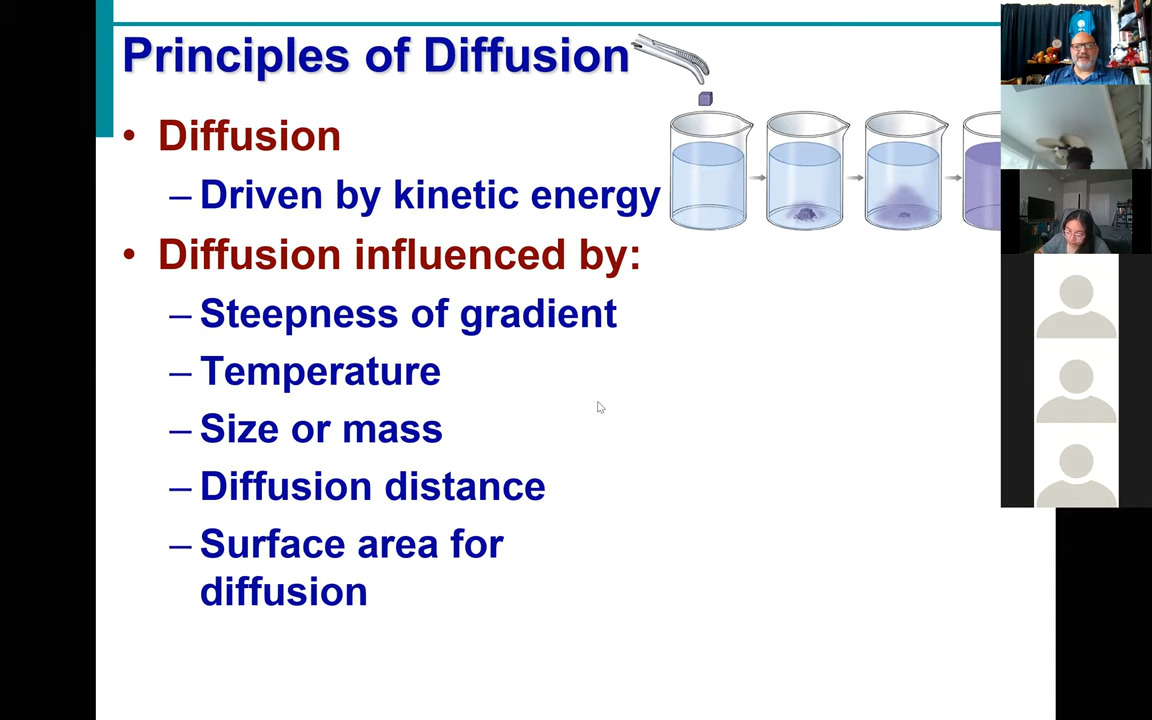 Principles of Diffusion
• Diffusion
– Driven by kinetic energy
• Diffusion influenced by:
– Steepness of gradient
– Temperature
– Size or mass
– Diffusion distance
– Surface area for
diffusion